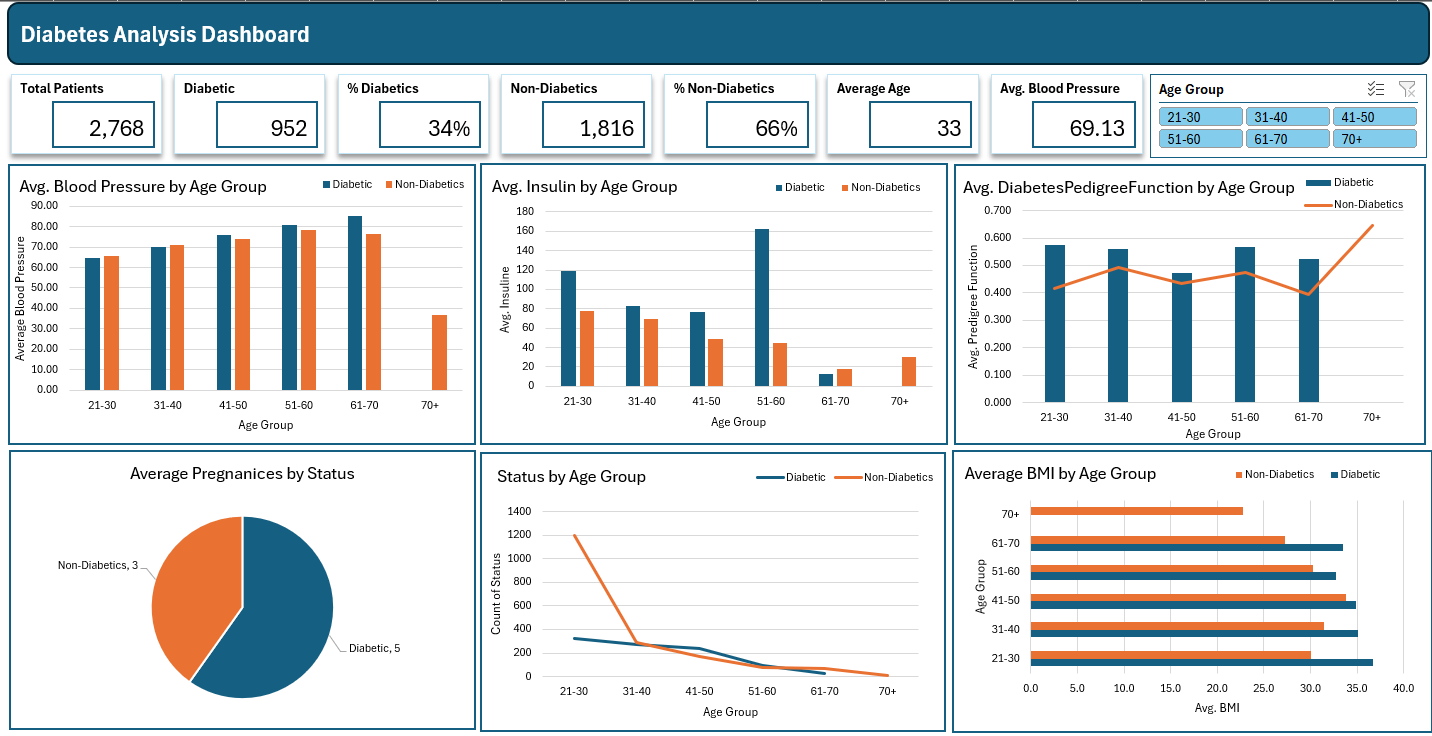 Diabetes Analysis Dashboard
Total Patients
2,768
Diabetic
952
% Diabetics
34%
Non-Diabetics
1,816
% Non-Diabetics
66%
Average Age
33
Avg. Blood Pressure
69.13
Age Group
21-30 31-40 41-50
51-60 61-70 70+
Avg. Blood Pressure by Age Group
Diabetic Non-Diabetics
Average Blood Pressure
90.00
80.00
70.00
60.00
50.00
40.00
30.00
20.00
10.00
0.00
21-30 31-40 41-50 51-60 61-70 70+
Age Group
Avg. Insulin by Age Group
Diabetic Non-Diabetics
Avg. Insuline
180
160
140
120
100
80
60
40
20
0
21-30 31-40 41-50 51-60 61-70 70+
Age Group
Avg. DiabetesPedigreeFunction by Age Group
Diabetic
Non-Diabetics
Avg. Predigree Function
0.700
0.600
0.500
0.400
0.300
0.200
0.100
0.000
21-30 31-40 41-50 51-60 61-70 70+
Age Group
Average Pregnanices by Status
Non-Diabetics, 3
Diabetic, 5
Status by Age Group
Diabetic Non-Diabetics
Count of Status
1400
1200
1000
800
600
400
200
0
21-30 31-40 41-50 51-60 61-70 70+
Age Group
Average BMI by Age Group
Non-Diabetics Diabetic
Age Gruop
70+
61-70
51-60
41-50
31-40
21-30
0.0 5.0 10.0 15.0 20.0 25.0 30.0 35.0 40.0
Avg. BMI